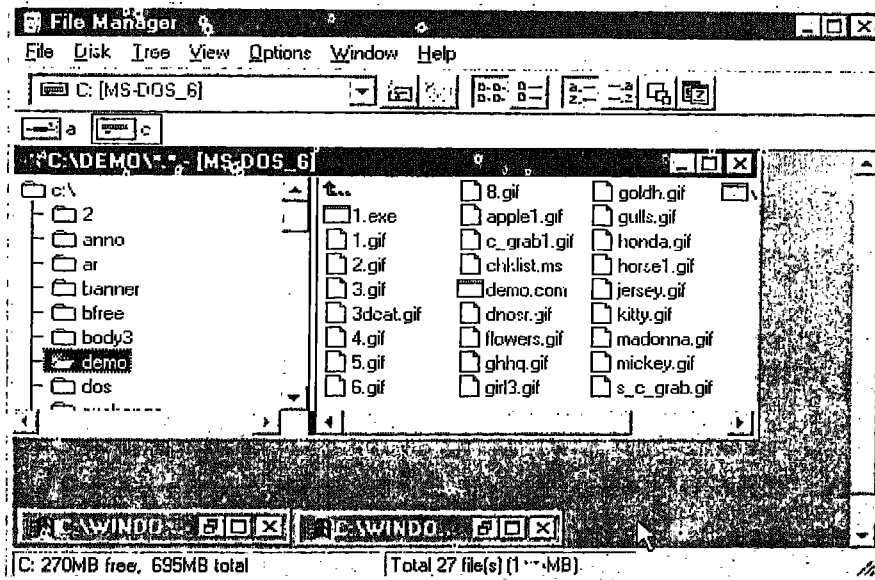 File Manager
File Disk Tree View Options Window Help
C: [MS-DOS_6]
a c
C:\DEMO\*.* - [MS-DOS_6]
c:\
2
anno
ar
banner
bfree
body3
demo
dos
1.exe
1.gif
2.gif
3.gif
3dcat.gif
4.gif
5.gif
6.gif
8.gif
apple1.gif
c_grab1.gif
chklist.ms
demo.com
dnosr.gif
flowers.gif
ghhq.gif
girl3.gif
goldh.gif
gulls.gif
honda.gif
horse1.gif
jersey.gif
kitty.gif
madonna.gif
mickey.gif
s_c_grab.gif
C:\WINDO...
C:\WINDO...
C: 270MB free, 695MB total
Total 27 file(s)